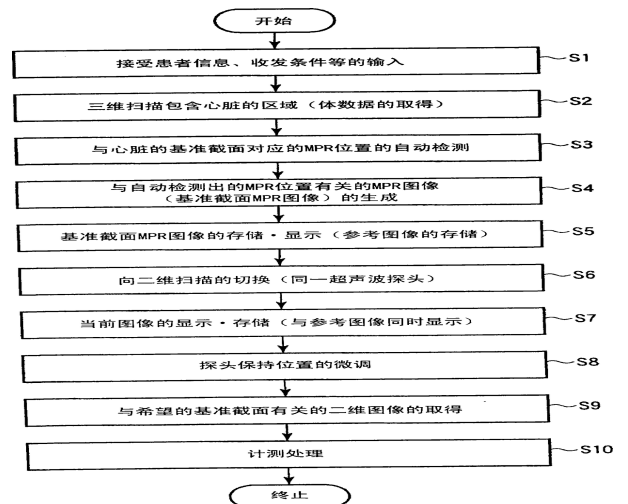 开始
接受患者信息、收发条件等的输入 S1
三维扫描包含心脏的区域（体数据的取得） S2
与心脏的基准截面对应的MPR位置的自动检测 S3
与自动检测出的MPR位置有关的MPR图像
（基准截面MPR图像）的生成 S4
基准截面MPR图像的存储·显示（参考图像的存储） S5
向二维扫描的切换（同一超声波探头） S6
当前图像的显示·存储（与参考图像同时显示） S7
探头保持位置的微调 S8
与希望的基准截面有关的二维图像的取得 S9
计测处理 S10
终止